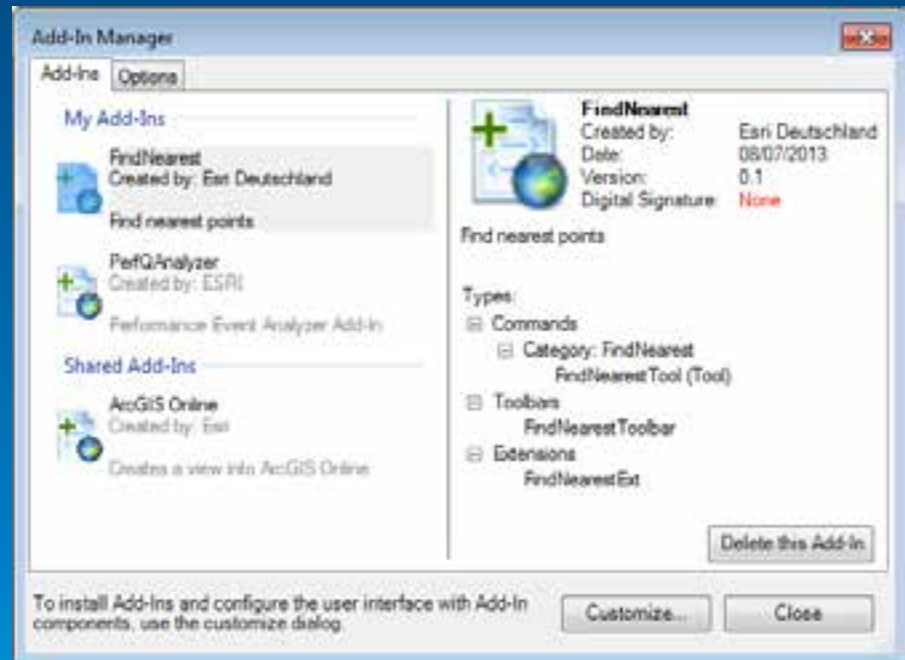 Add-In Manager
Add-Ins
Options
My Add-Ins
FindNearest
Created by: Esri Deutschland
Find nearest points
PerfQAnalyzer
Created by: ESRI
Performance Event Analyzer Add-In
Shared Add-Ins
ArcGIS Online
Created by: Esri
Creates a view into ArcGIS Online
FindNearest
Created by: Esri Deutschland
Date: 08/07/2013
Version: 0.1
Digital Signature: None
Find nearest points
Types:
Commands
Category: FindNearest
FindNearestTool (Tool)
Toolbars
FindNearestToolbar
Extensions
FindNearestExt
Delete this Add-In
To install Add-Ins and configure the user interface with Add-In
components, use the customize dialog.
Customize...
Close